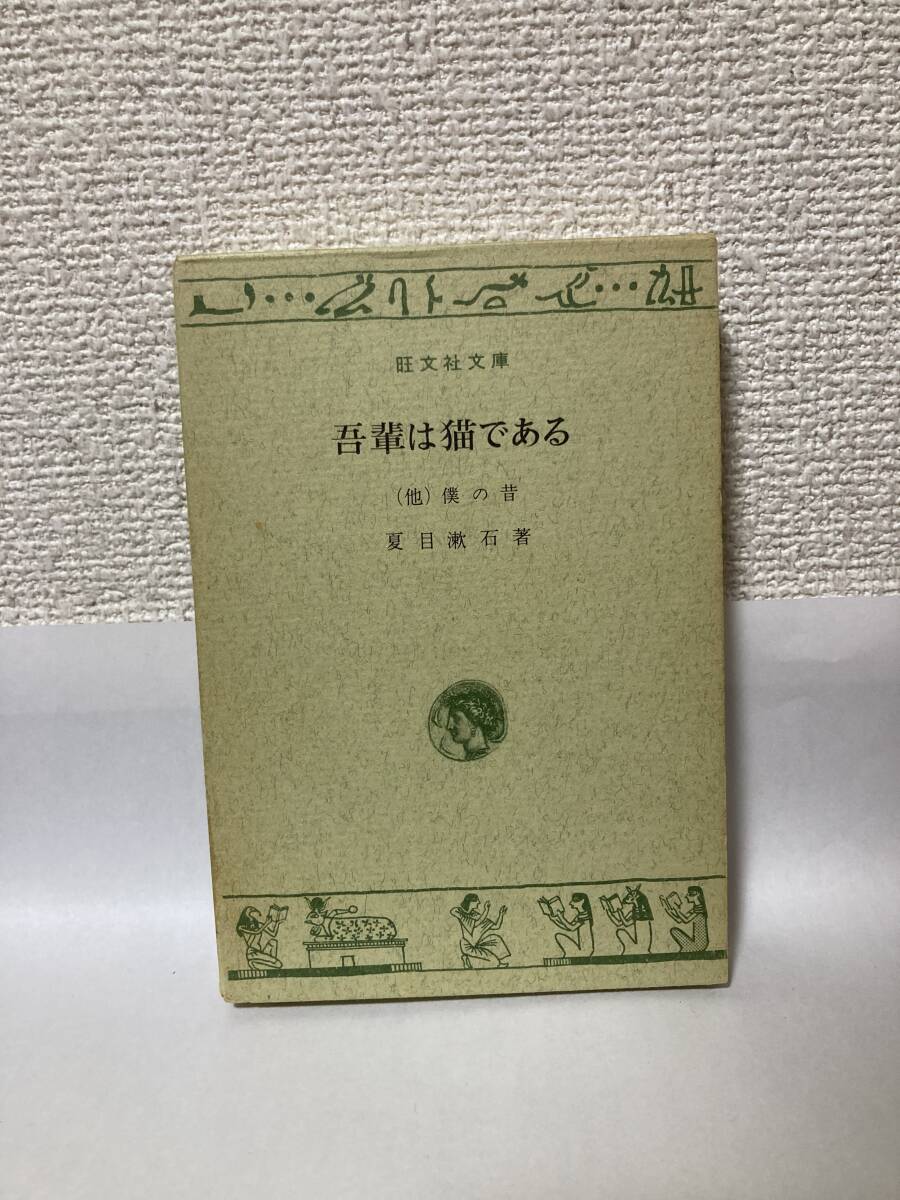 旺文社文庫
吾輩は猫である
(他) 僕の昔
夏目漱石著